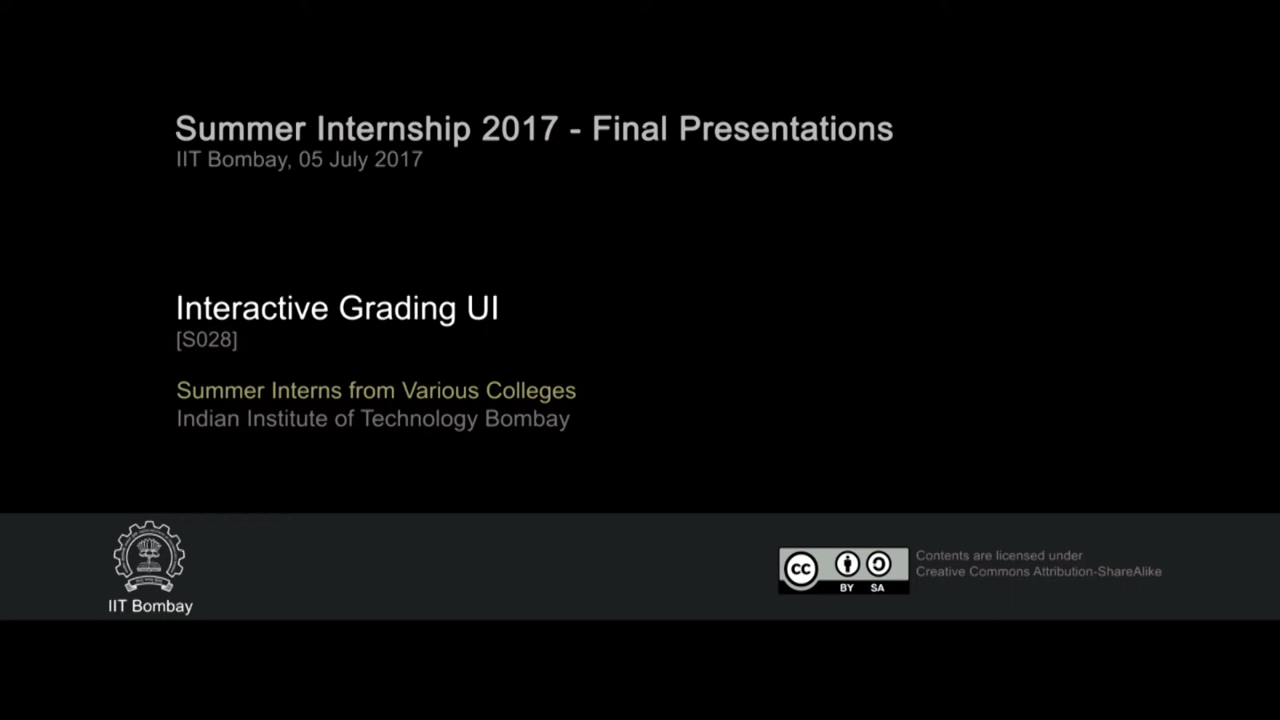 Summer Internship 2017 - Final Presentations
IIT Bombay, 05 July 2017
Interactive Grading UI
[S028]
Summer Interns from Various Colleges
Indian Institute of Technology Bombay
IIT Bombay
cc
BY SA
Contents are licensed under
Creative Commons Attribution-ShareAlike